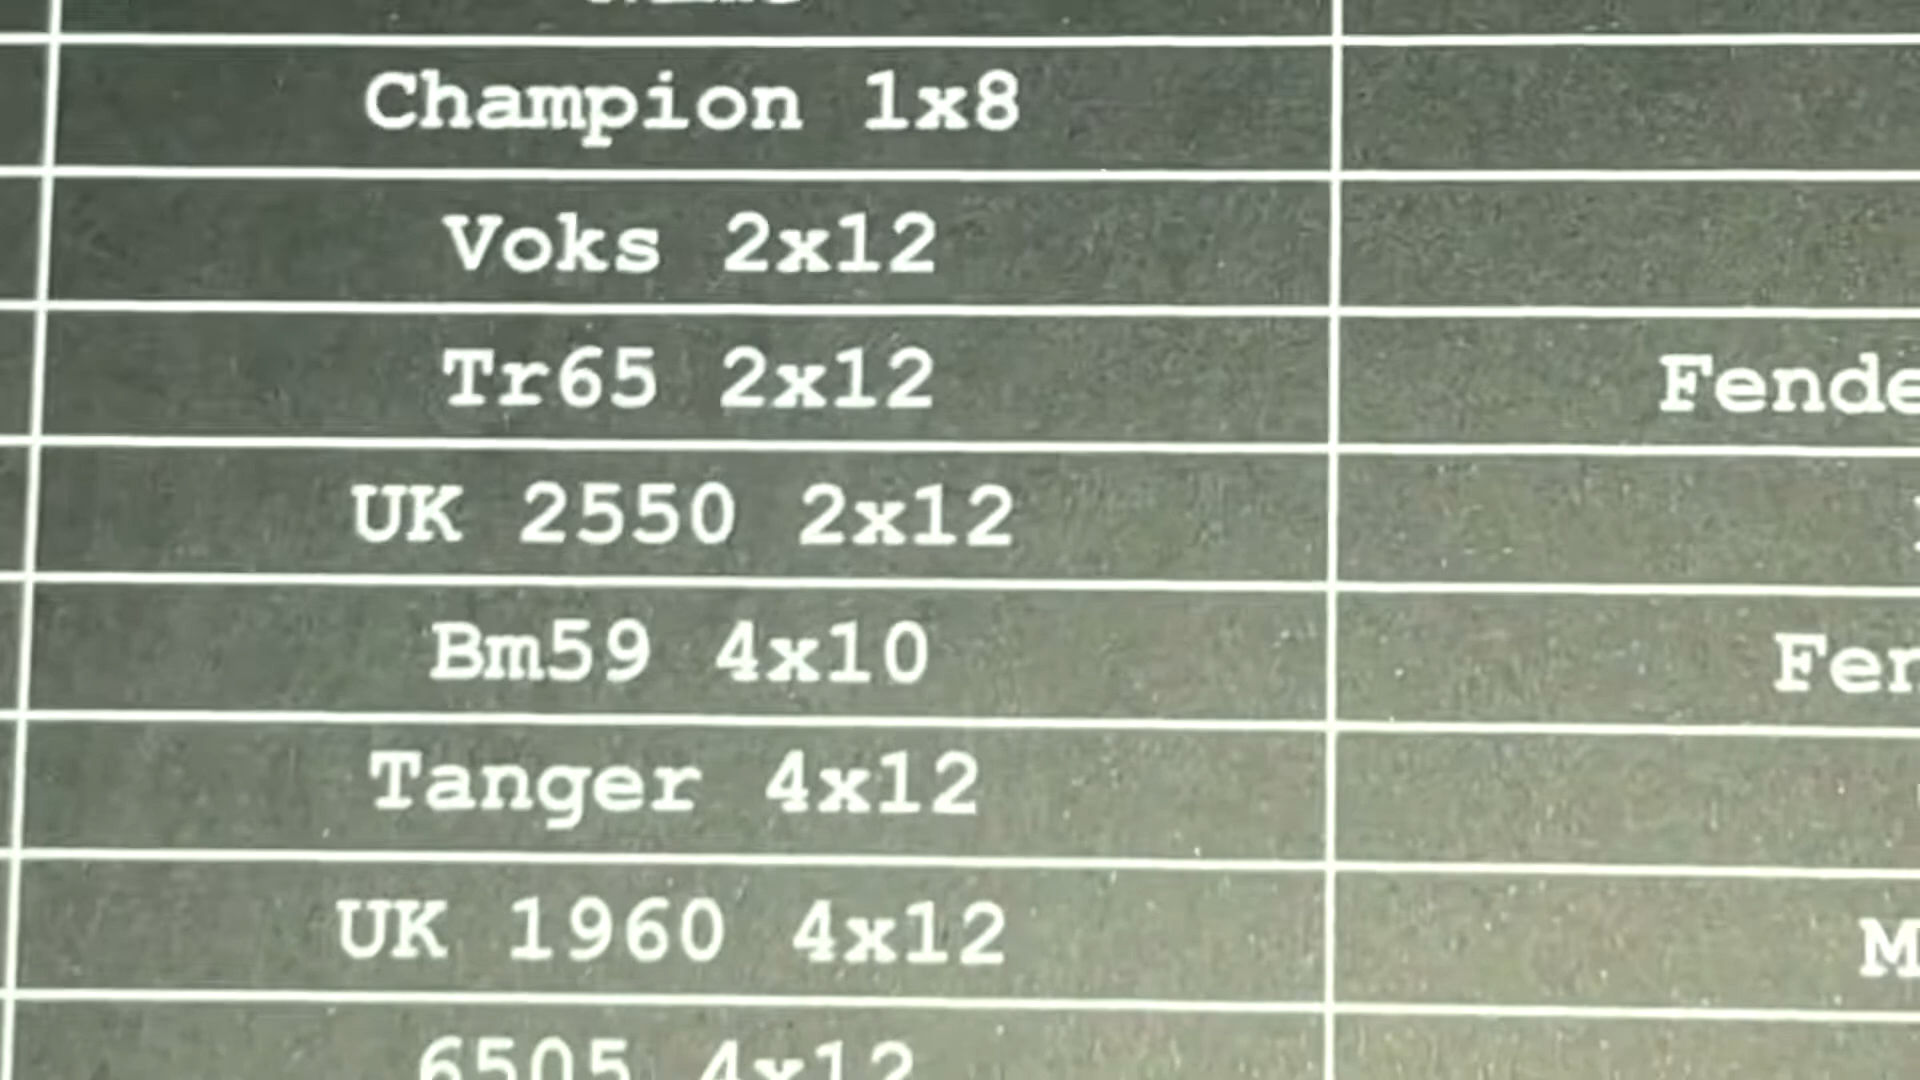 Name
Champion 1x8
Voks 2x12
Tr65 2x12 Fende
UK 2550 2x12
Bm59 4x10 Fen
Tanger 4x12
UK 1960 4x12 M
6505 4x12